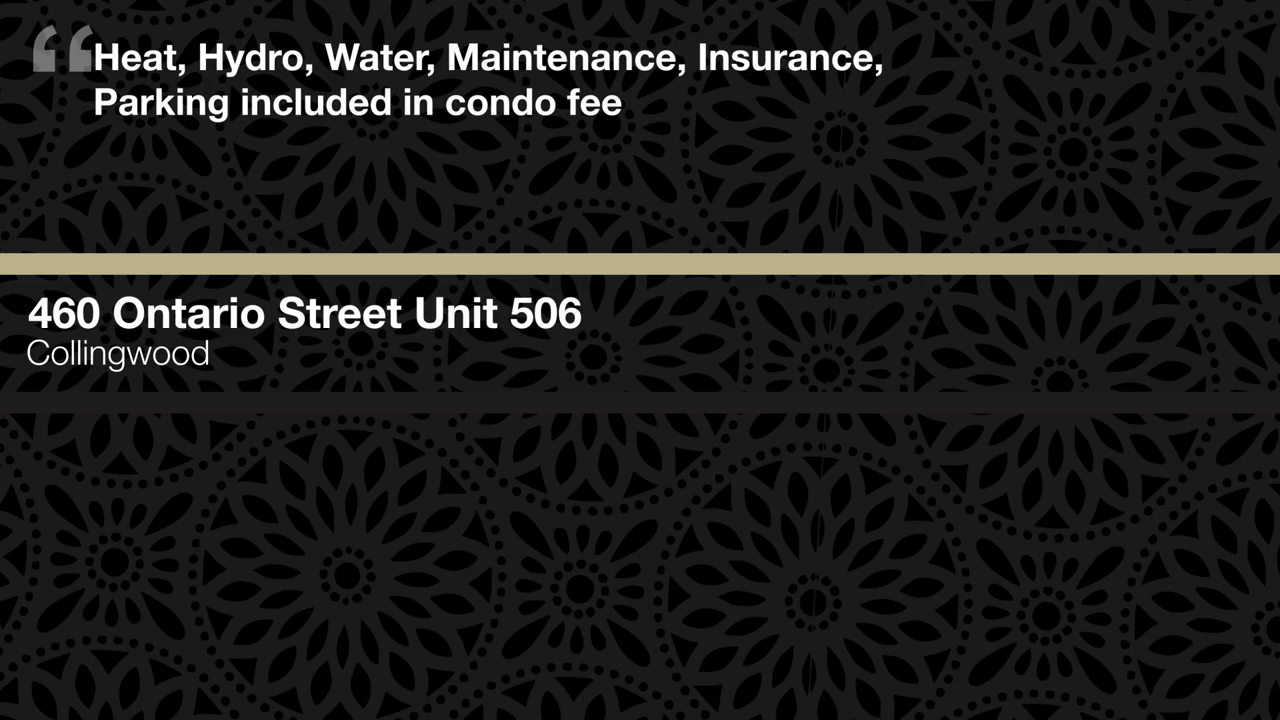 “Heat, Hydro, Water, Maintenance, Insurance,
Parking included in condo fee
460 Ontario Street Unit 506
Collingwood